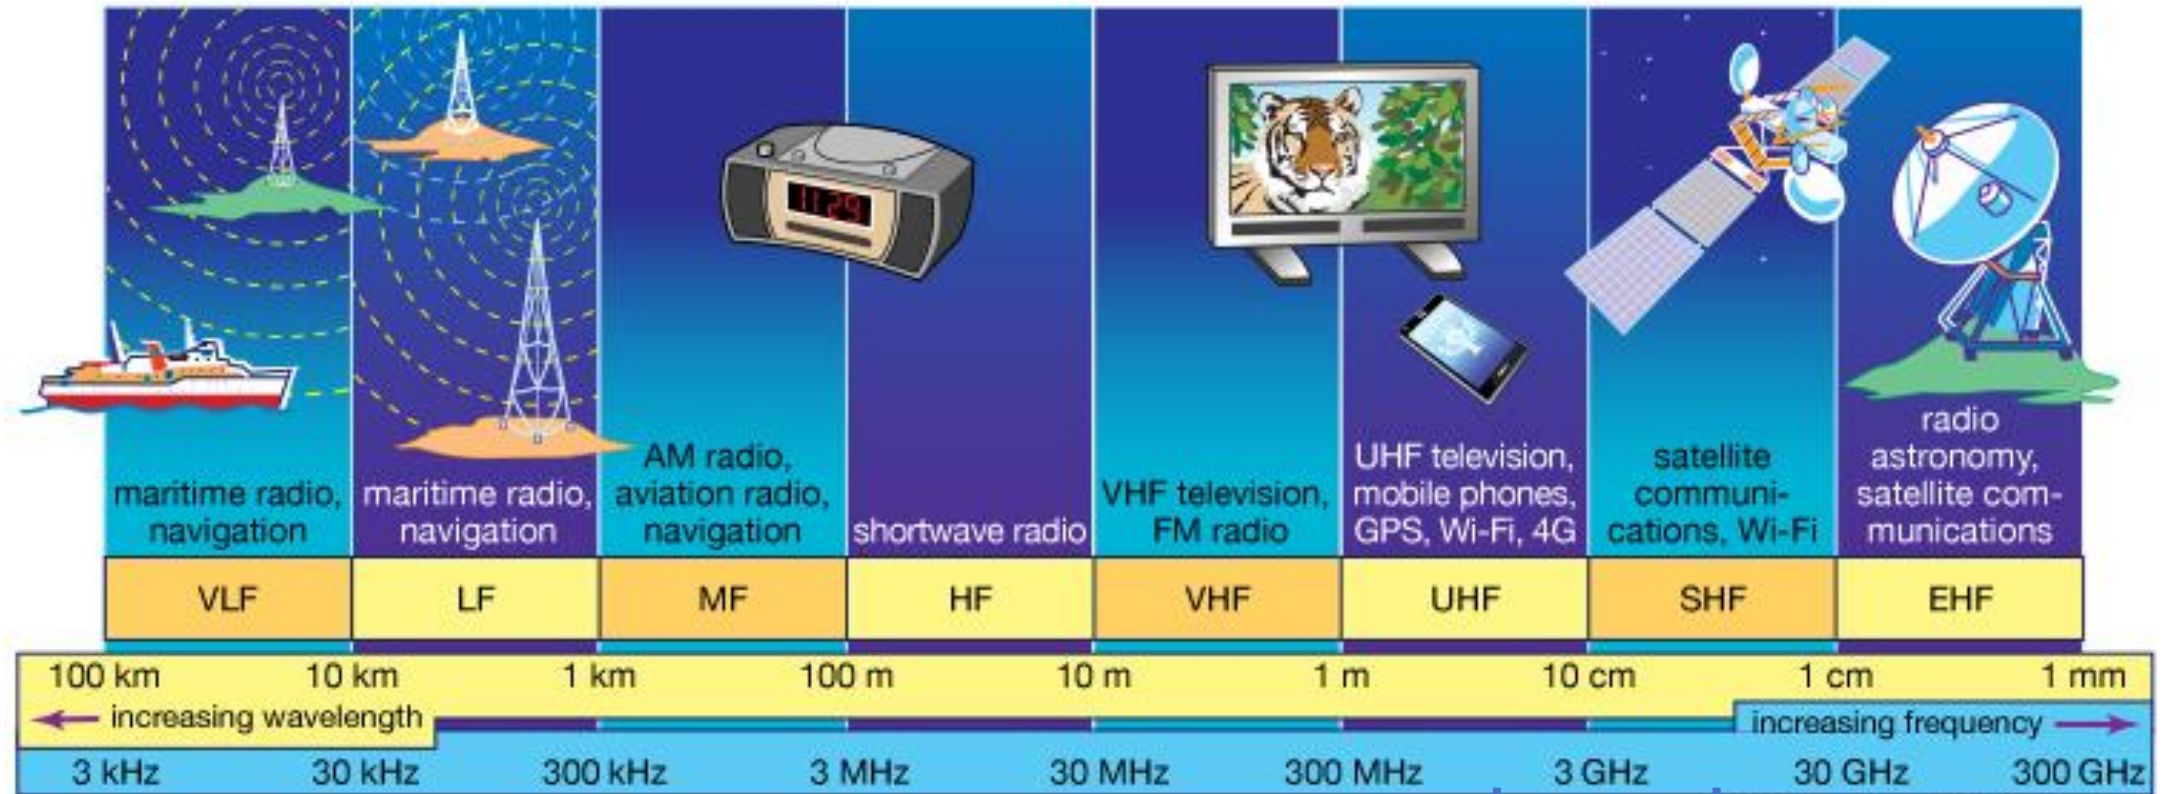 11:29
maritime radio,
navigation
maritime radio,
navigation
AM radio,
aviation radio,
navigation
shortwave radio
VHF television,
FM radio
UHF television,
mobile phones,
GPS, Wi-Fi, 4G
satellite
communi-
cations, Wi-Fi
radio
astronomy,
satellite com-
munications
VLF LF MF HF VHF UHF SHF EHF
100 km 10 km 1 km 100 m 10 m 1 m 10 cm 1 cm 1 mm
increasing wavelength increasing frequency
3 kHz 30 kHz 300 kHz 3 MHz 30 MHz 300 MHz 3 GHz 30 GHz 300 GHz